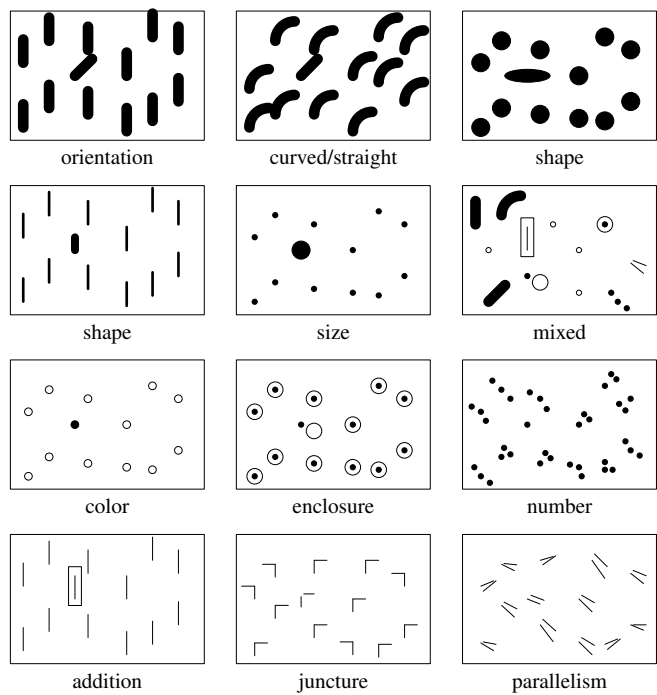 orientation
curved/straight
shape
shape
size
mixed
color
enclosure
number
addition
juncture
parallelism